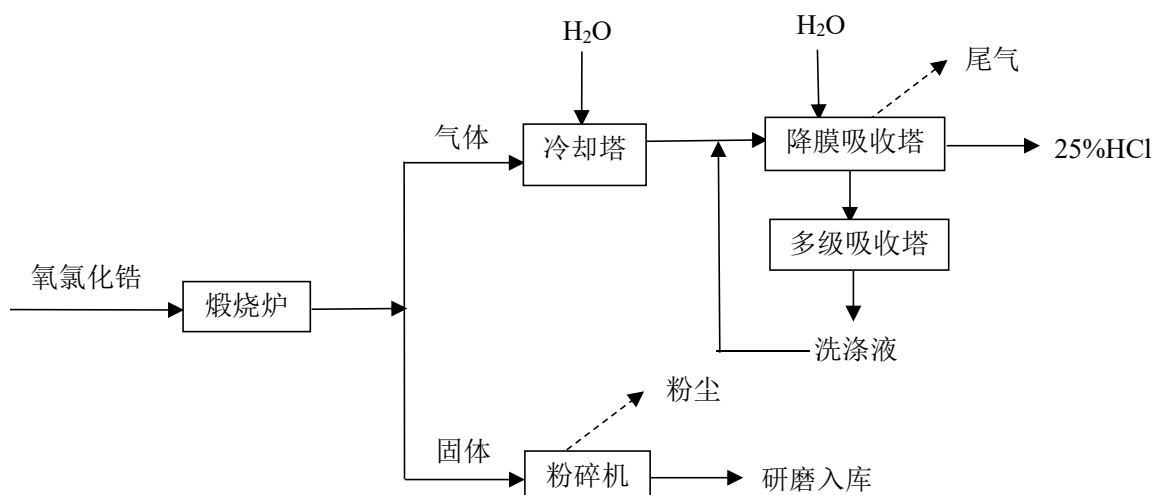 H₂O
H₂O
尾气
气体
冷却塔
降膜吸收塔
25%HCl
多级吸收塔
氧氯化锆
煅烧炉
洗涤液
粉尘
固体
粉碎机
研磨入库